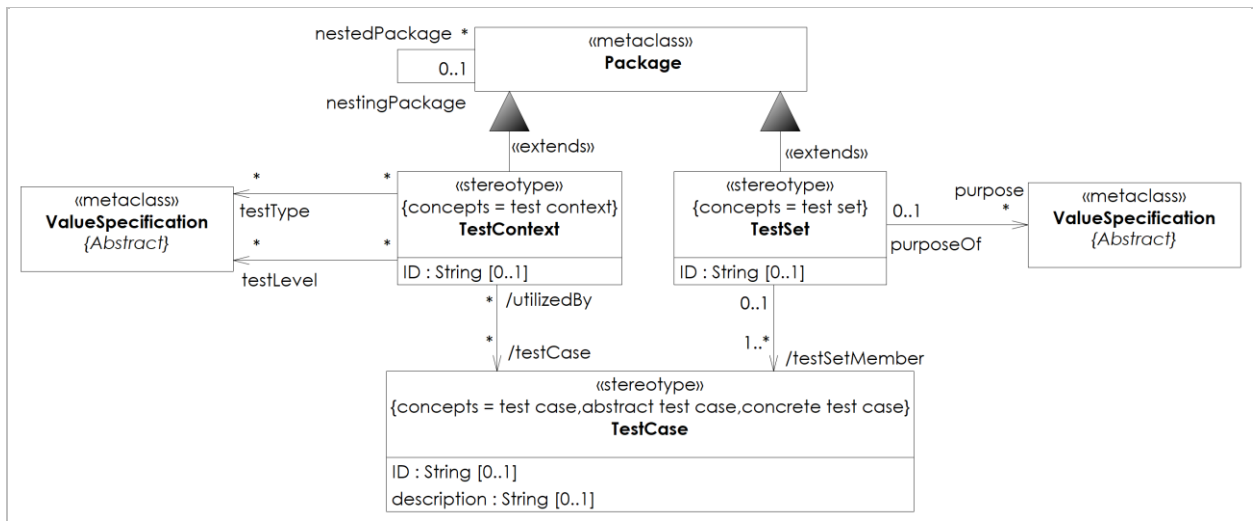 nestedPackage *
0..1
nestingPackage
«metaclass»
Package
«extends»
«extends»
«metaclass»
ValueSpecification
{Abstract}
* *
testType
* *
testLevel
«stereotype»
{concepts = test context}
TestContext
ID : String [0..1]
«stereotype»
{concepts = test set}
TestSet
ID : String [0..1]
purpose
0..1 *
purposeOf
«metaclass»
ValueSpecification
{Abstract}
* /utilizedBy
* /testCase
0..1
1..*
/testSetMember
«stereotype»
{concepts = test case,abstract test case,concrete test case}
TestCase
ID : String [0..1]
description : String [0..1]